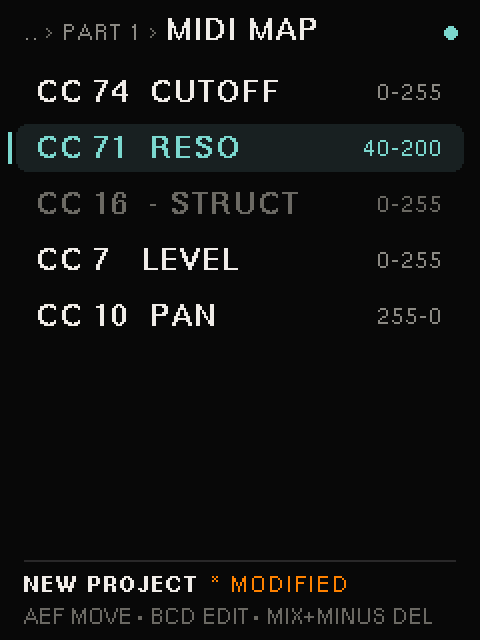 .. > PART 1 > MIDI MAP
CC 74 CUTOFF 0-255
CC 71 RESO 40-200
CC 16 - STRUCT 0-255
CC 7 LEVEL 0-255
CC 10 PAN 255-0
NEW PROJECT * MODIFIED
AEF MOVE • BCD EDIT • MIX+MINUS DEL